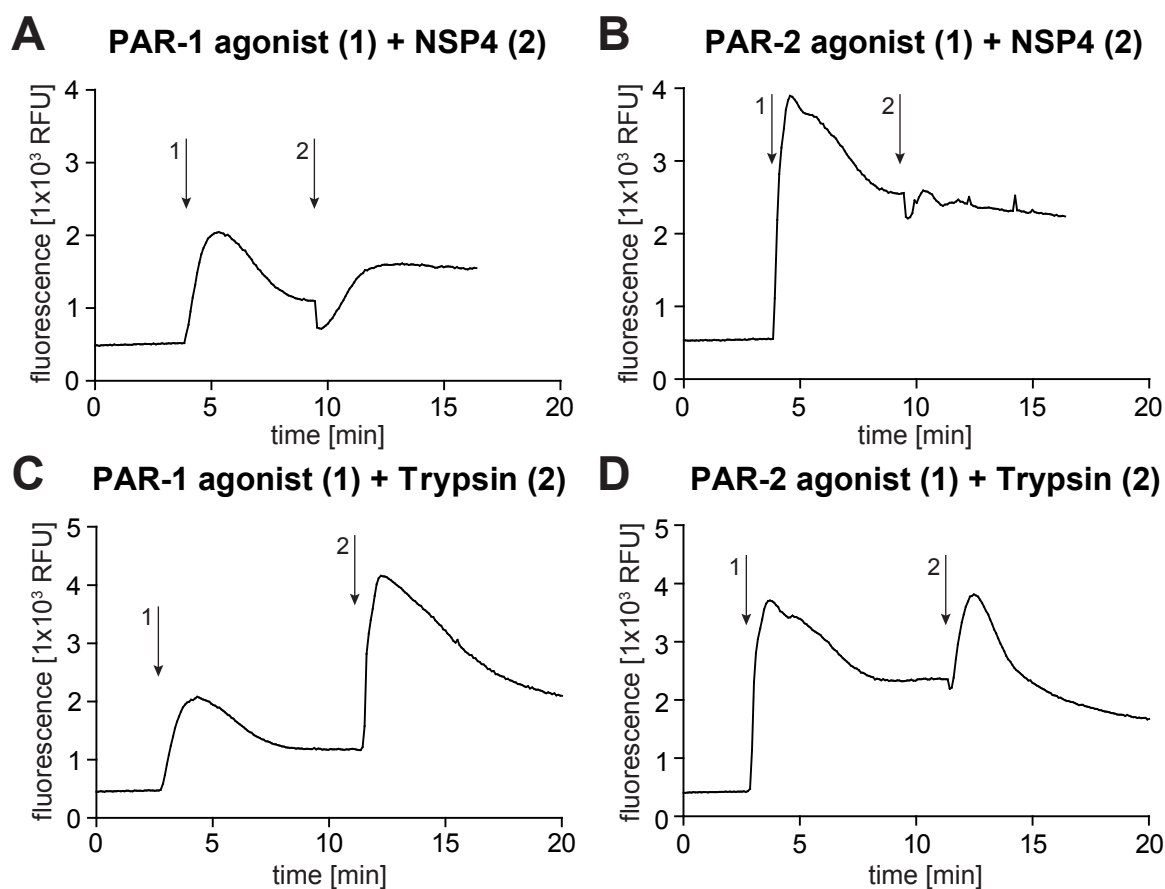 A PAR-1 agonist (1) + NSP4 (2)
fluorescence [1x10³ RFU]
4
3
2
1
0
1
2
0 5 10 15 20
time [min]
B PAR-2 agonist (1) + NSP4 (2)
fluorescence [1x10³ RFU]
4
3
2
1
0
1
2
0 5 10 15 20
time [min]
C PAR-1 agonist (1) + Trypsin (2)
fluorescence [1x10³ RFU]
5
4
3
2
1
0
1
2
0 5 10 15 20
time [min]
D PAR-2 agonist (1) + Trypsin (2)
fluorescence [1x10³ RFU]
5
4
3
2
1
0
1
2
0 5 10 15 20
time [min]